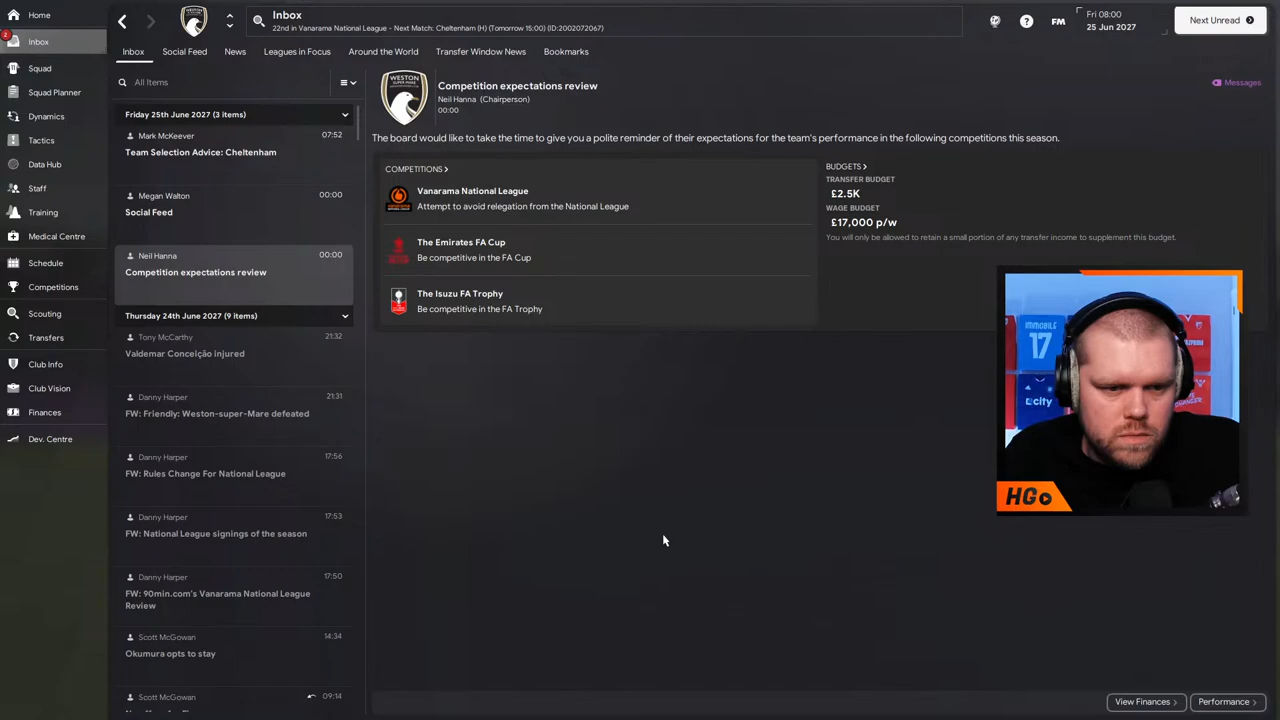 Home
2
Inbox
Squad
Squad Planner
Dynamics
Tactics
Data Hub
Staff
Training
Medical Centre
Schedule
Competitions
Scouting
Transfers
Club Info
Club Vision
Finances
Dev. Centre
Inbox
22nd in Vanarama National League - Next Match: Cheltenham (H) (Tomorrow 15:00) (ID:2002072067)
?
FM
Fri 08:00
25 Jun 2027
Next Unread
Inbox
Social Feed
News
Leagues in Focus
Around the World
Transfer Window News
Bookmarks
All Items
Friday 25th June 2027 (3 items)
Mark McKeever 07:52
Team Selection Advice: Cheltenham
Megan Walton 00:00
Social Feed
Neil Hanna 00:00
Competition expectations review
Thursday 24th June 2027 (9 items)
Tony McCarthy 21:32
Valdemar Conceição injured
Danny Harper 21:31
FW: Friendly: Weston-super-Mare defeated
Danny Harper 17:56
FW: Rules Change For National League
Danny Harper 17:53
FW: National League signings of the season
Danny Harper 17:50
FW: 90min.com's Vanarama National League
Review
Scott McGowan 14:34
Okumura opts to stay
Scott McGowan 09:14
WESTON
SUPER MARE
Competition expectations review
Neil Hanna (Chairperson)
00:00
Messages
The board would like to take the time to give you a polite reminder of their expectations for the team's performance in the following competitions this season.
COMPETITIONS
Vanarama National League
Attempt to avoid relegation from the National League
The Emirates FA Cup
Be competitive in the FA Cup
The Isuzu FA Trophy
Be competitive in the FA Trophy
BUDGETS
TRANSFER BUDGET
£2.5K
WAGE BUDGET
£17,000 p/w
You will only be allowed to retain a small portion of any transfer income to supplement this budget.
IMMOBILE
17
city
HG
View Finances
Performance